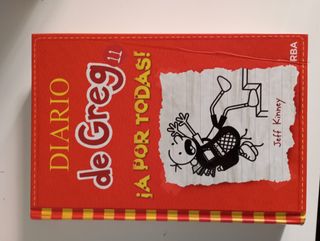 DIARIO
de Greg 11
¡A POR TODAS!
Jeff Kinney
RBA